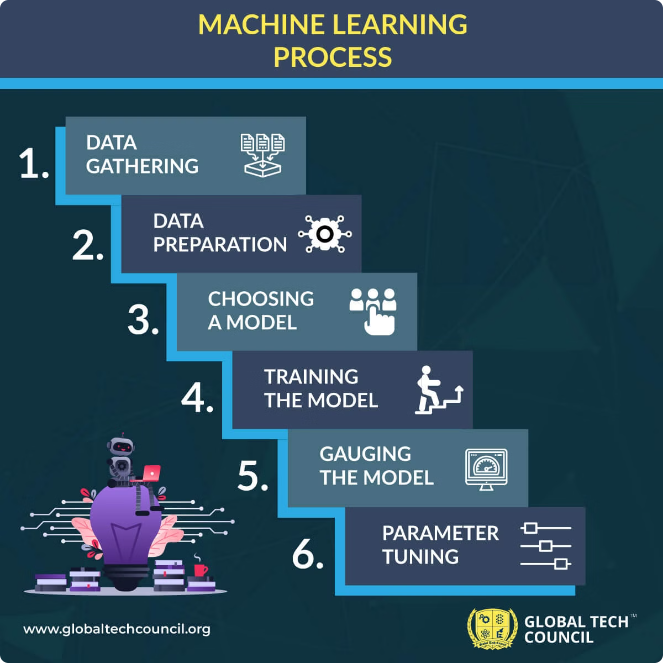 MACHINE LEARNING
PROCESS
1.
DATA
GATHERING
2.
DATA
PREPARATION
3.
CHOOSING
A MODEL
4.
TRAINING
THE MODEL
5.
GAUGING
THE MODEL
6.
PARAMETER
TUNING
www.globaltechcouncil.org
GLOBAL TECH™
COUNCIL